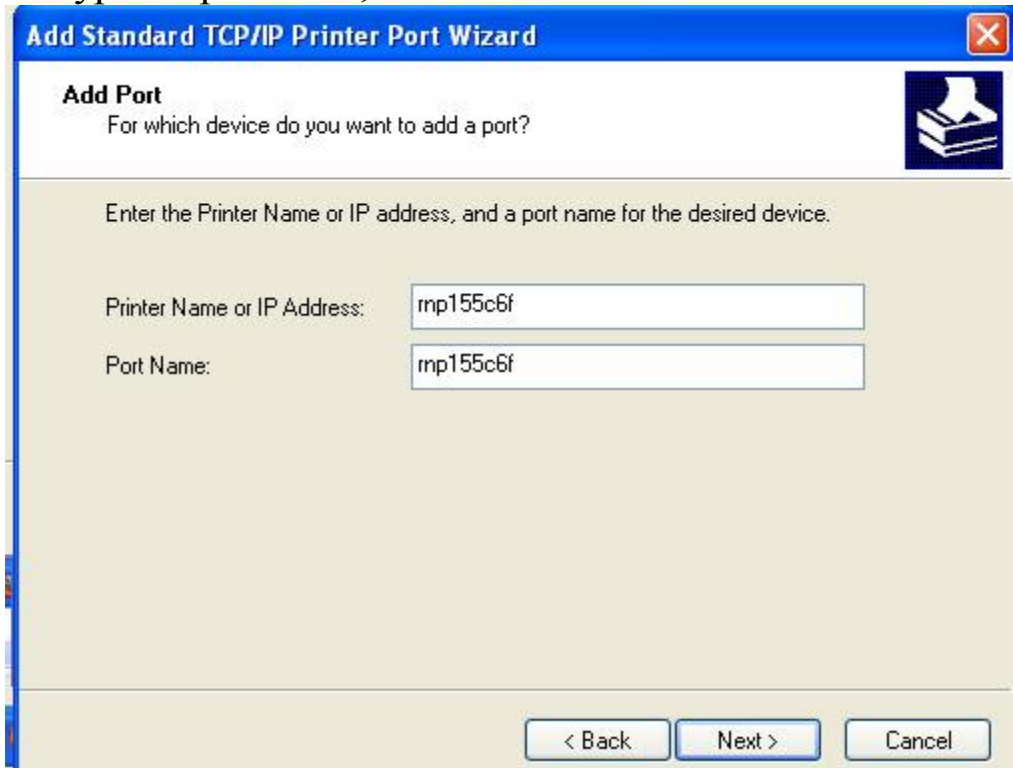 Add Standard TCP/IP Printer Port Wizard
Add Port
For which device do you want to add a port?
Enter the Printer Name or IP address, and a port name for the desired device.
Printer Name or IP Address: rnp155c6f
Port Name: rnp155c6f
< Back Next > Cancel